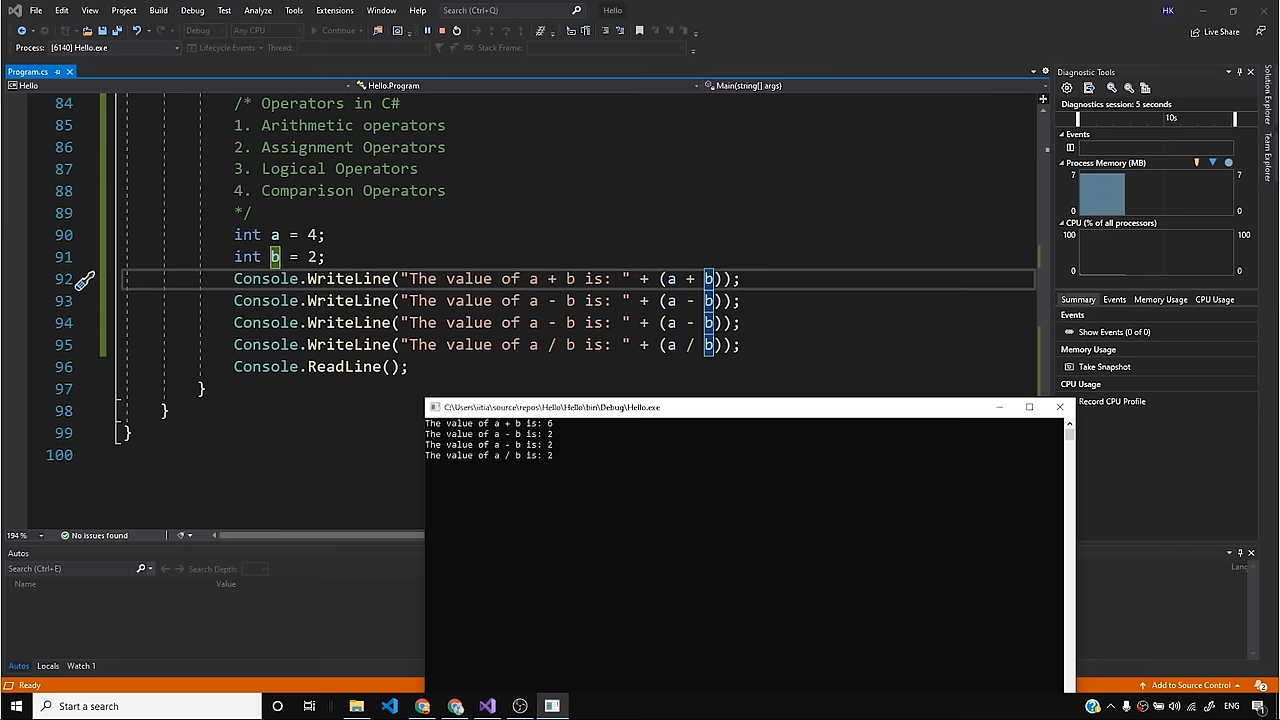 File Edit View Project Build Debug Test Analyze Tools Extensions Window Help Search (Ctrl+Q) Hello HK
Debug Any CPU Continue Live Share
Process: [6140] Hello.exe Lifecycle Events Thread: Stack Frame:
Program.cs
Hello Hello.Program Main(string[] args)
84 /* Operators in C#
85 1. Arithmetic operators
86 2. Assignment Operators
87 3. Logical Operators
88 4. Comparison Operators
89 */
90 int a = 4;
91 int b = 2;
92 Console.WriteLine("The value of a + b is: " + (a + b));
93 Console.WriteLine("The value of a - b is: " + (a - b));
94 Console.WriteLine("The value of a - b is: " + (a - b));
95 Console.WriteLine("The value of a / b is: " + (a / b));
96 Console.ReadLine();
97 }
98 }
99 }
100
194 % No issues found
Diagnostic Tools
Diagnostics session: 5 seconds
10s
Events
Process Memory (MB)
7 7
0 0
CPU (% of all processors)
100 100
0 0
Summary Events Memory Usage CPU Usage
Events
Show Events (0 of 0)
Memory Usage
Take Snapshot
CPU Usage
Record CPU Profile
Solution Explorer
Team Explorer
C:\Users\iitia\source\repos\Hello\Hello\bin\Debug\Hello.exe
The value of a + b is: 6
The value of a - b is: 2
The value of a - b is: 2
The value of a / b is: 2
Autos
Search (Ctrl+E) Search Depth: Lang
Name Value
Autos Locals Watch 1
Ready Add to Source Control 2
Start a search ENG